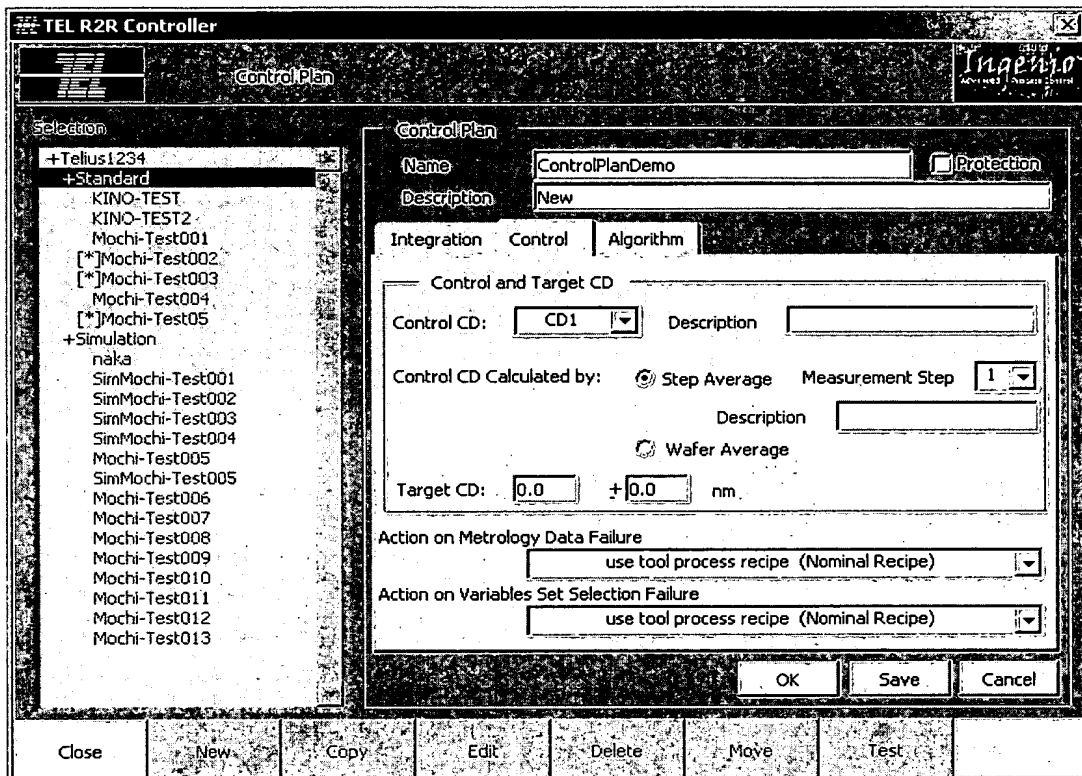 TEL R2R Controller
TEL
Control Plan
Ingenio
Selection
+Telius1234
+Standard
KINO-TEST
KINO-TEST2
Mochi-Test001
[*]Mochi-Test002
[*]Mochi-Test003
Mochi-Test004
[*]Mochi-Test05
+Simulation
naka
SimMochi-Test001
SimMochi-Test002
SimMochi-Test003
SimMochi-Test004
Mochi-Test005
SimMochi-Test005
Mochi-Test006
Mochi-Test007
Mochi-Test008
Mochi-Test009
Mochi-Test010
Mochi-Test011
Mochi-Test012
Mochi-Test013
Control Plan
Name ControlPlanDemo Protection
Description New
Integration Control Algorithm
Control and Target CD
Control CD: CD1 Description
Control CD Calculated by: Step Average Measurement Step 1
Description
Wafer Average
Target CD: 0.0 + 0.0 nm
Action on Metrology Data Failure
use tool process recipe (Nominal Recipe)
Action on Variables Set Selection Failure
use tool process recipe (Nominal Recipe)
OK Save Cancel
Close New Copy Edit Delete Move Test